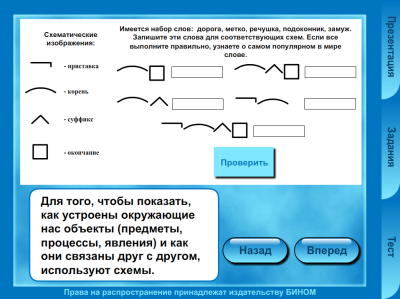 Схематические
изображения:
Имеется набор слов: дорога, метко, речушка, подоконник, замуж.
Запишите эти слова для соответствующих схем. Если все
выполните правильно, узнаете о самом популярном в мире
слове.
- приставка
- корень
- суффикс
- окончание
Проверить
Для того, чтобы показать,
как устроены окружающие
нас объекты (предметы,
процессы, явления) и как
они связаны друг с другом,
используют схемы.
Назад
Вперед
Презентация
Задания
Тест
Права на распространение принадлежат издательству БИНОМ